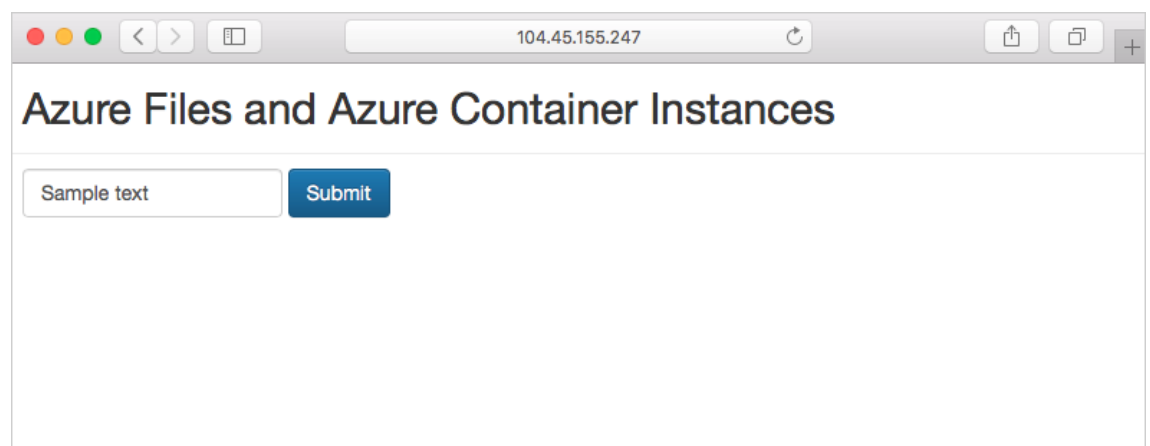 104.45.155.247
Azure Files and Azure Container Instances
Sample text
Submit